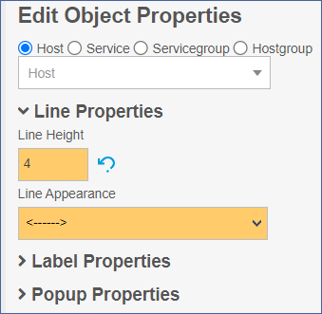 Edit Object Properties
Host Service Servicegroup Hostgroup
Host
Line Properties
Line Height
4
Line Appearance
<------>
Label Properties
Popup Properties